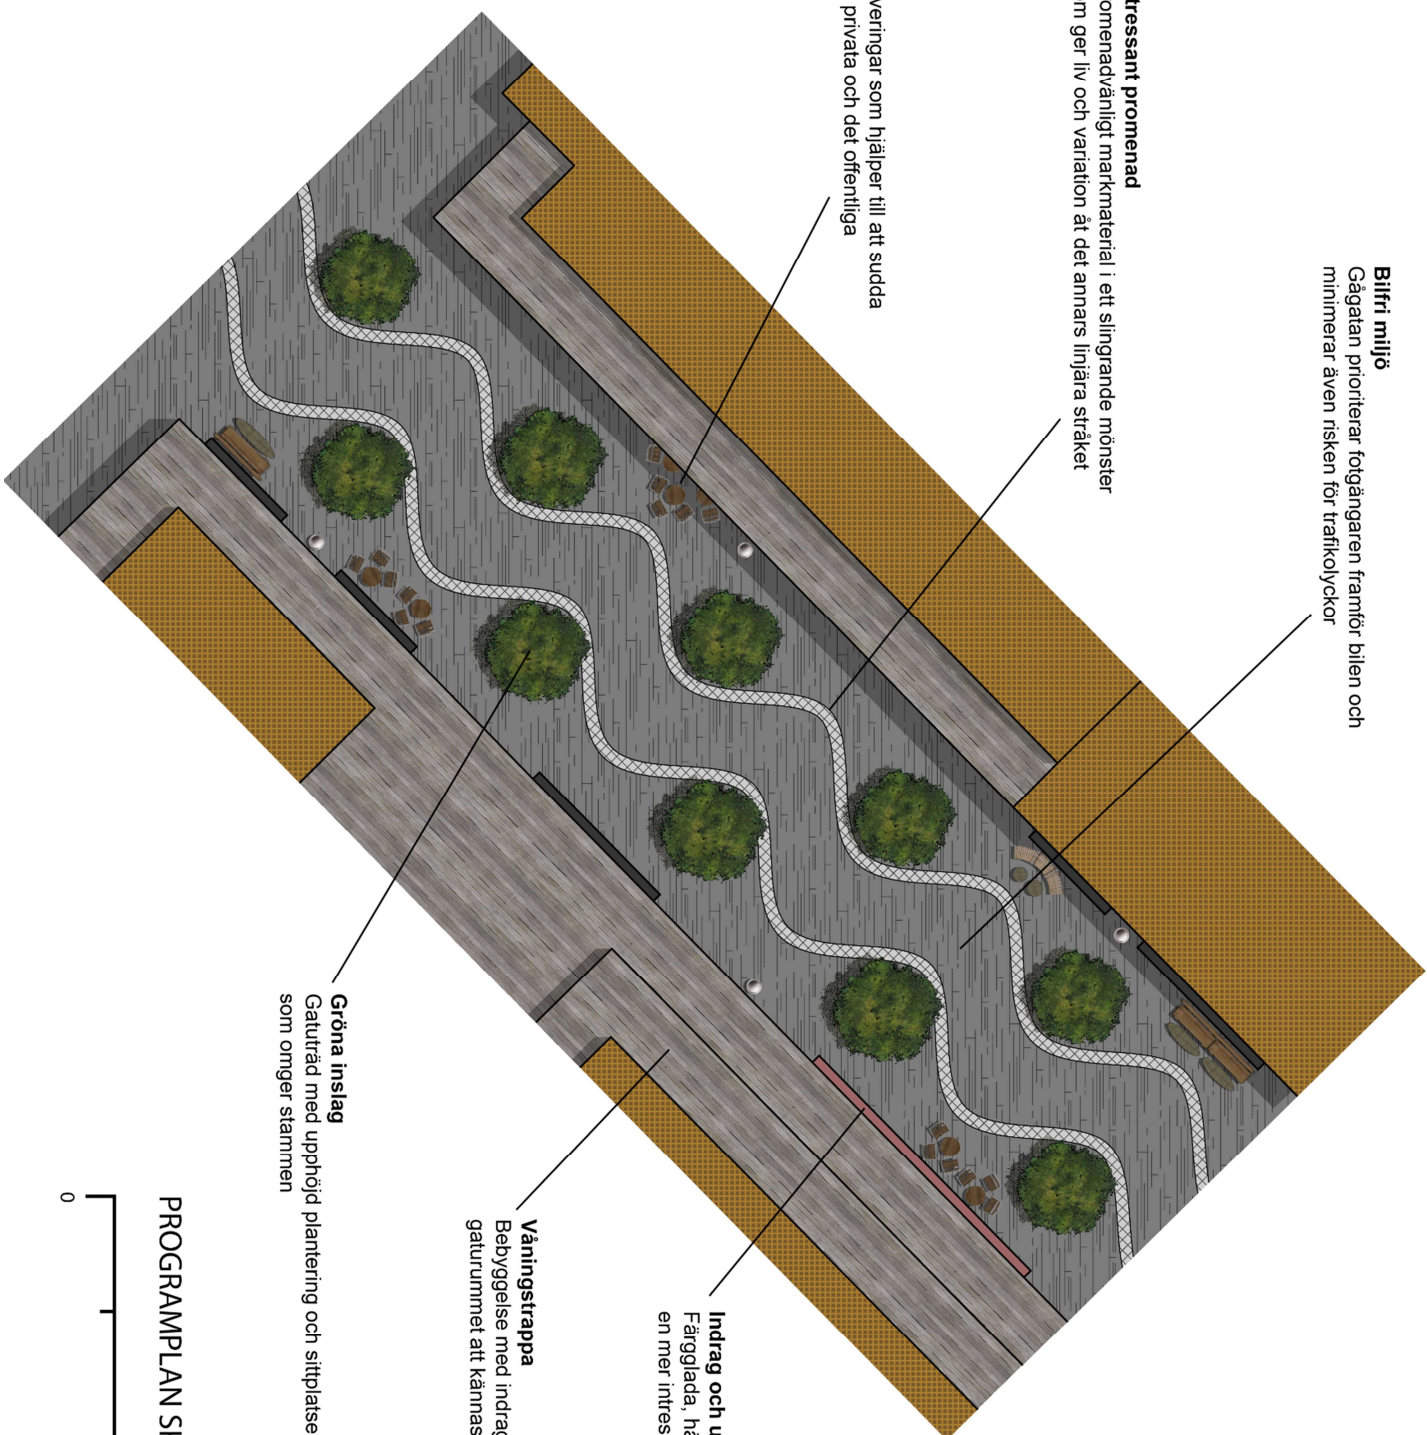 Bilfri miljö
Gågatan prioriterar fotgängaren framför bilen och
minimerar även risken för trafikolyckor
tressant promenad
omenadvänligt markmaterial i ett slingrande mönster
m ger liv och variation åt det annars linjära stråket
veringar som hjälper till att sudda
privata och det offentliga
Indrag och u
Färgglada, hä
en mer intres
Våningstrappa
Bebyggelse med indrag
gaturummet att kännas
Gröna inslag
Gatuträd med upphöjd plantering och sittplatse
som omger stammen
PROGRAMPLAN S
0